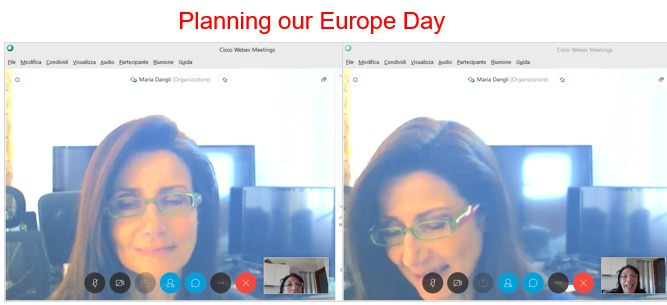 Planning our Europe Day
Cisco Webex Meetings
File Modifica Condividi Visualizza Audio Partecipante Riunione Guida
Maria Dangli (Organizzatore)
Cisco Webex Meetings
File Modifica Condividi Visualizza Audio Partecipante Riunione Guida
Maria Dangli (Organizzatore)